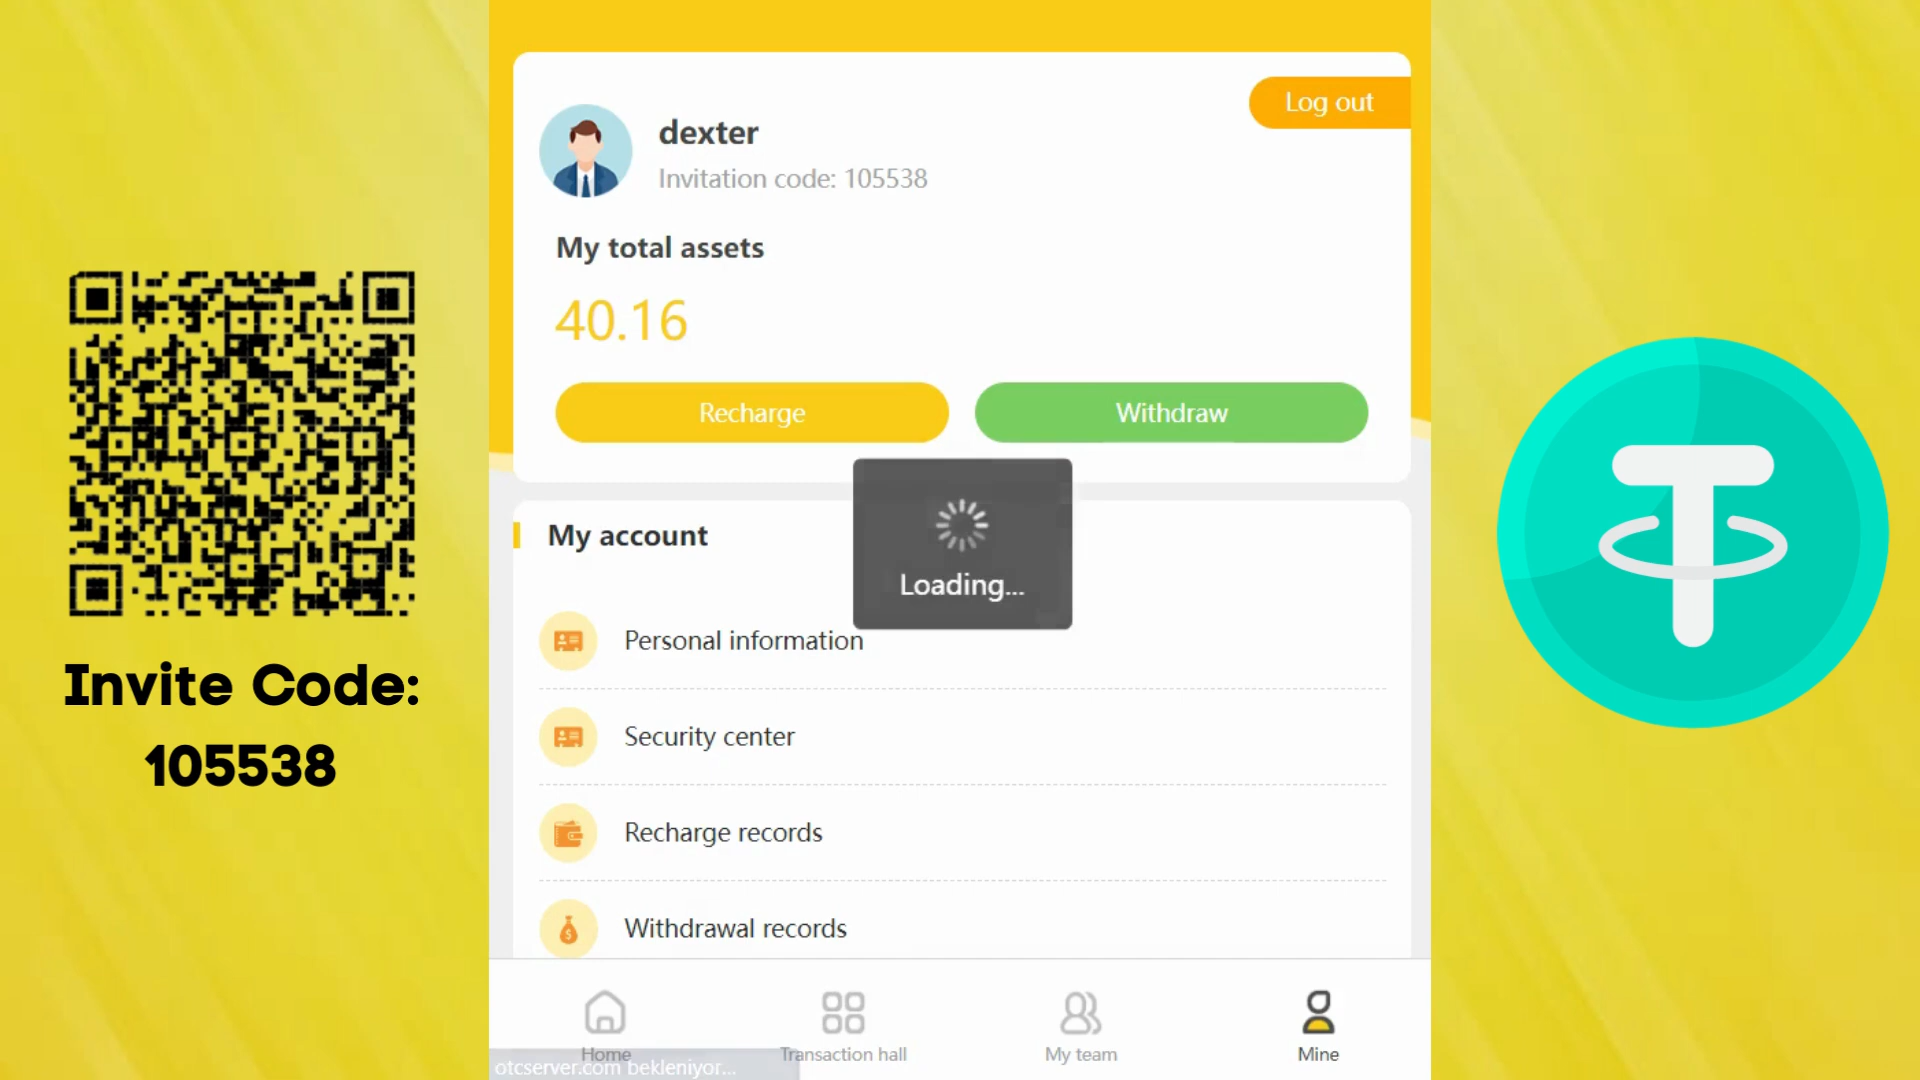 Log out
dexter
Invitation code: 105538
My total assets
40.16
Recharge
Withdraw
Loading...
My account
Personal information
Security center
Recharge records
Withdrawal records
Invite Code:
105538
Home
Transaction hall
My team
Mine
otcserver.com bekleniyor...